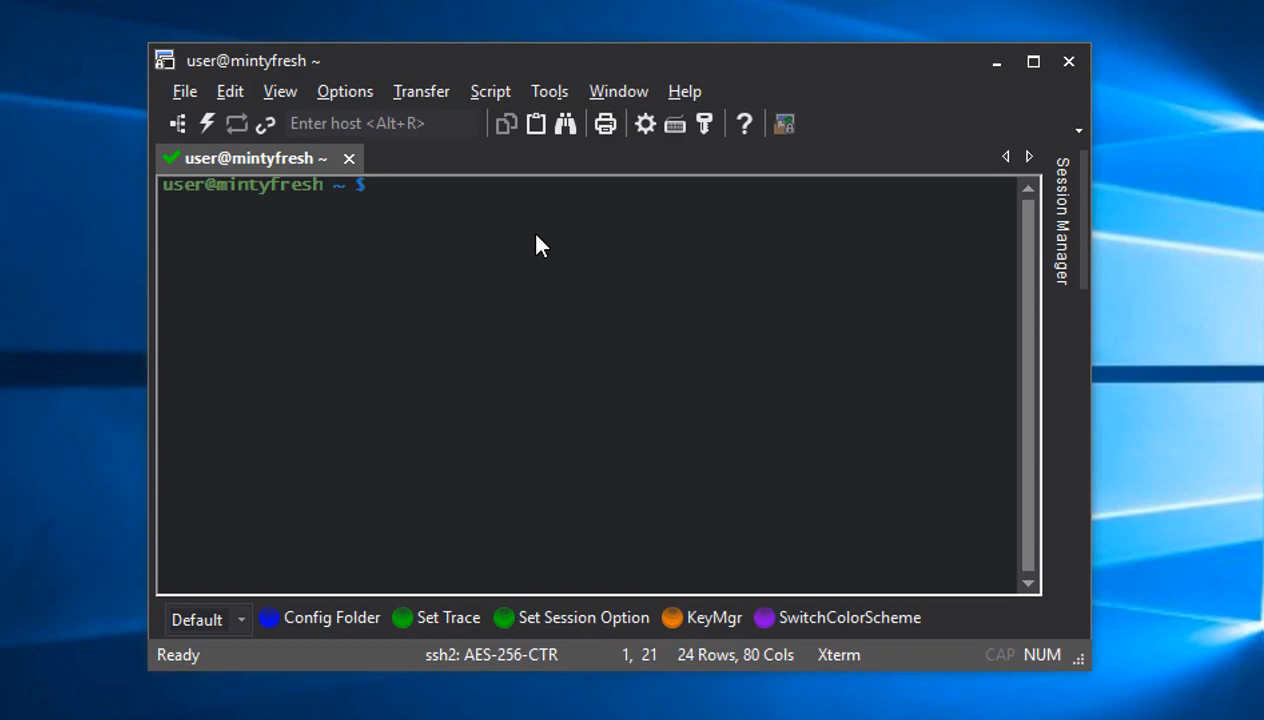 user@mintyfresh ~
File Edit View Options Transfer Script Tools Window Help
Enter host <Alt+R>
user@mintyfresh ~
user@mintyfresh ~ $
Session Manager
Default Config Folder Set Trace Set Session Option KeyMgr SwitchColorScheme
Ready ssh2: AES-256-CTR 1, 21 24 Rows, 80 Cols Xterm CAP NUM